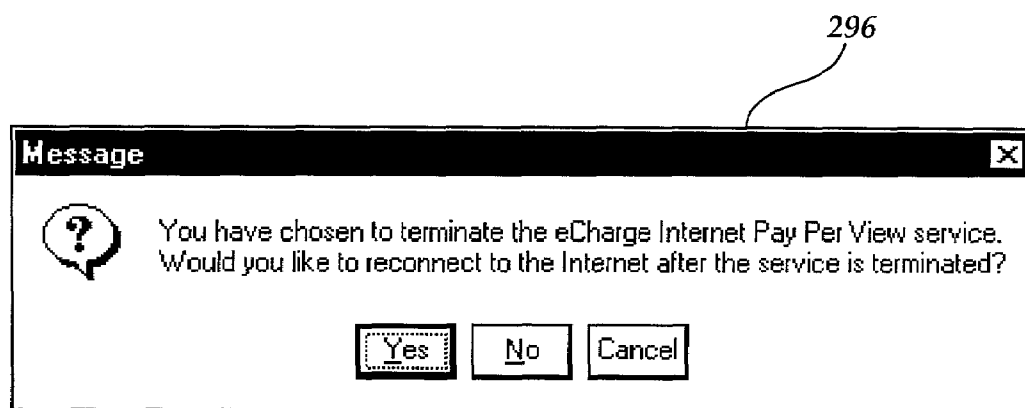 296
Message
?
You have chosen to terminate the eCharge Internet Pay Per View service.
Would you like to reconnect to the Internet after the service is terminated?
Yes No Cancel